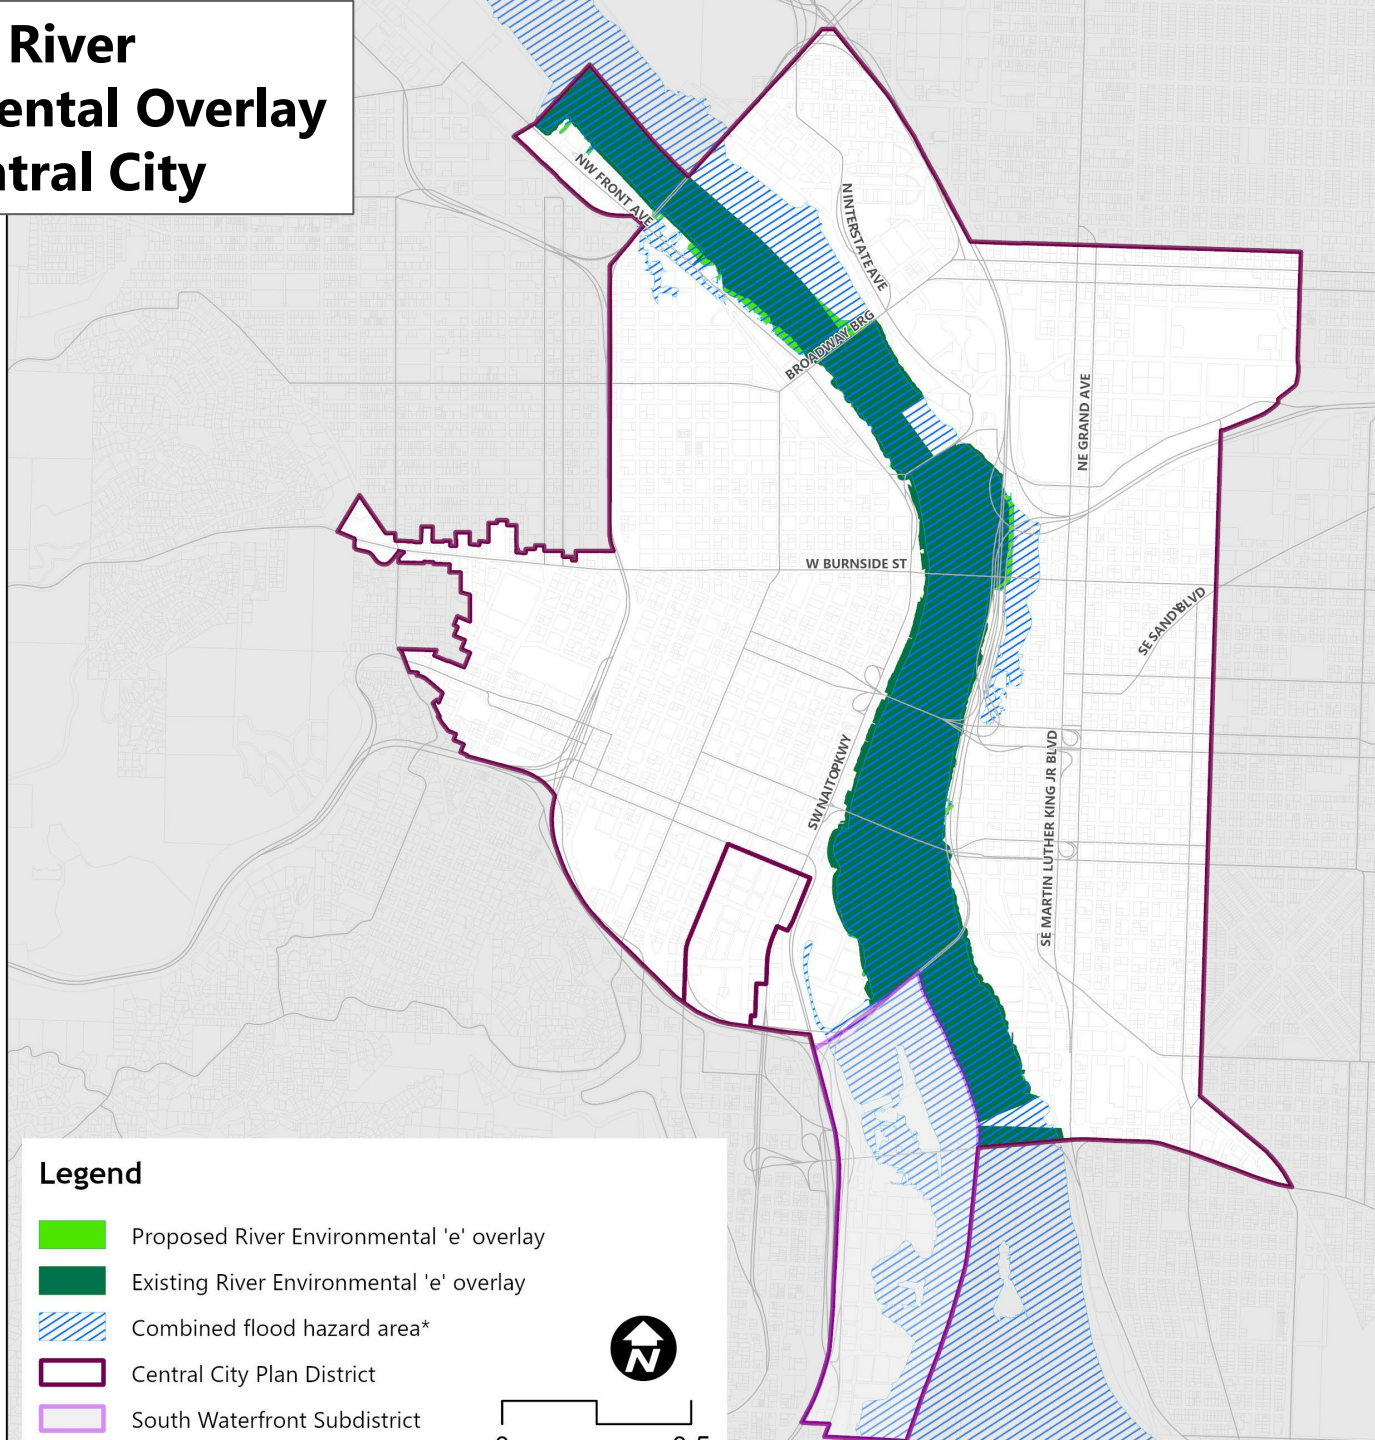 River
ental Overlay
tral City
NW FRONT AVE
N INTERSTATE AVE
BROADWAY BRG
NE GRAND AVE
W BURNSIDE ST
SE SANDY BLVD
SW NAITO PKWY
SE MARTIN LUTHER KING JR BLVD
Legend
Proposed River Environmental 'e' overlay
Existing River Environmental 'e' overlay
Combined flood hazard area*
Central City Plan District
South Waterfront Subdistrict
N